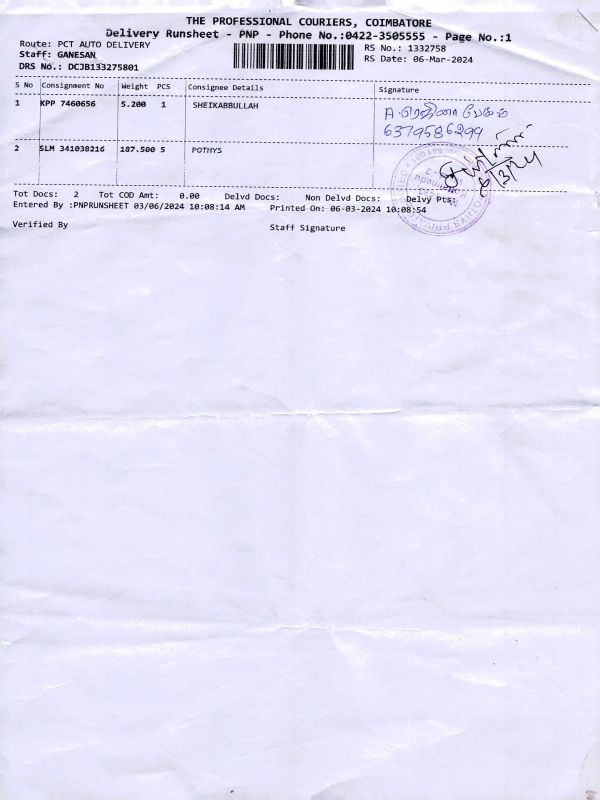 THE PROFESSIONAL COURIERS, COIMBATORE
Delivery Runsheet - PNP - Phone No.:0422-3505555 - Page No.:1
Route: PCT AUTO DELIVERY RS No.: 1332758
Staff: GANESAN RS Date: 06-Mar-2024
DRS No.: DCJB133275801
S No Consignment No Weight PCS Consignee Details Signature
1 KPP 7460656 5.200 1 SHEIKABBULLAH
A.ரெஜினா பேகம்
6379586299
2 SLM 341038216 187.500 5 POTHYS
6/3/24
Tot Docs: 2 Tot COD Amt: 0.00 Delvd Docs: Non Delvd Docs: Delvy Pts:
Entered By :PNPRUNSHEET 03/06/2024 10:08:14 AM Printed On: 06-03-2024 10:08:54
Verified By Staff Signature